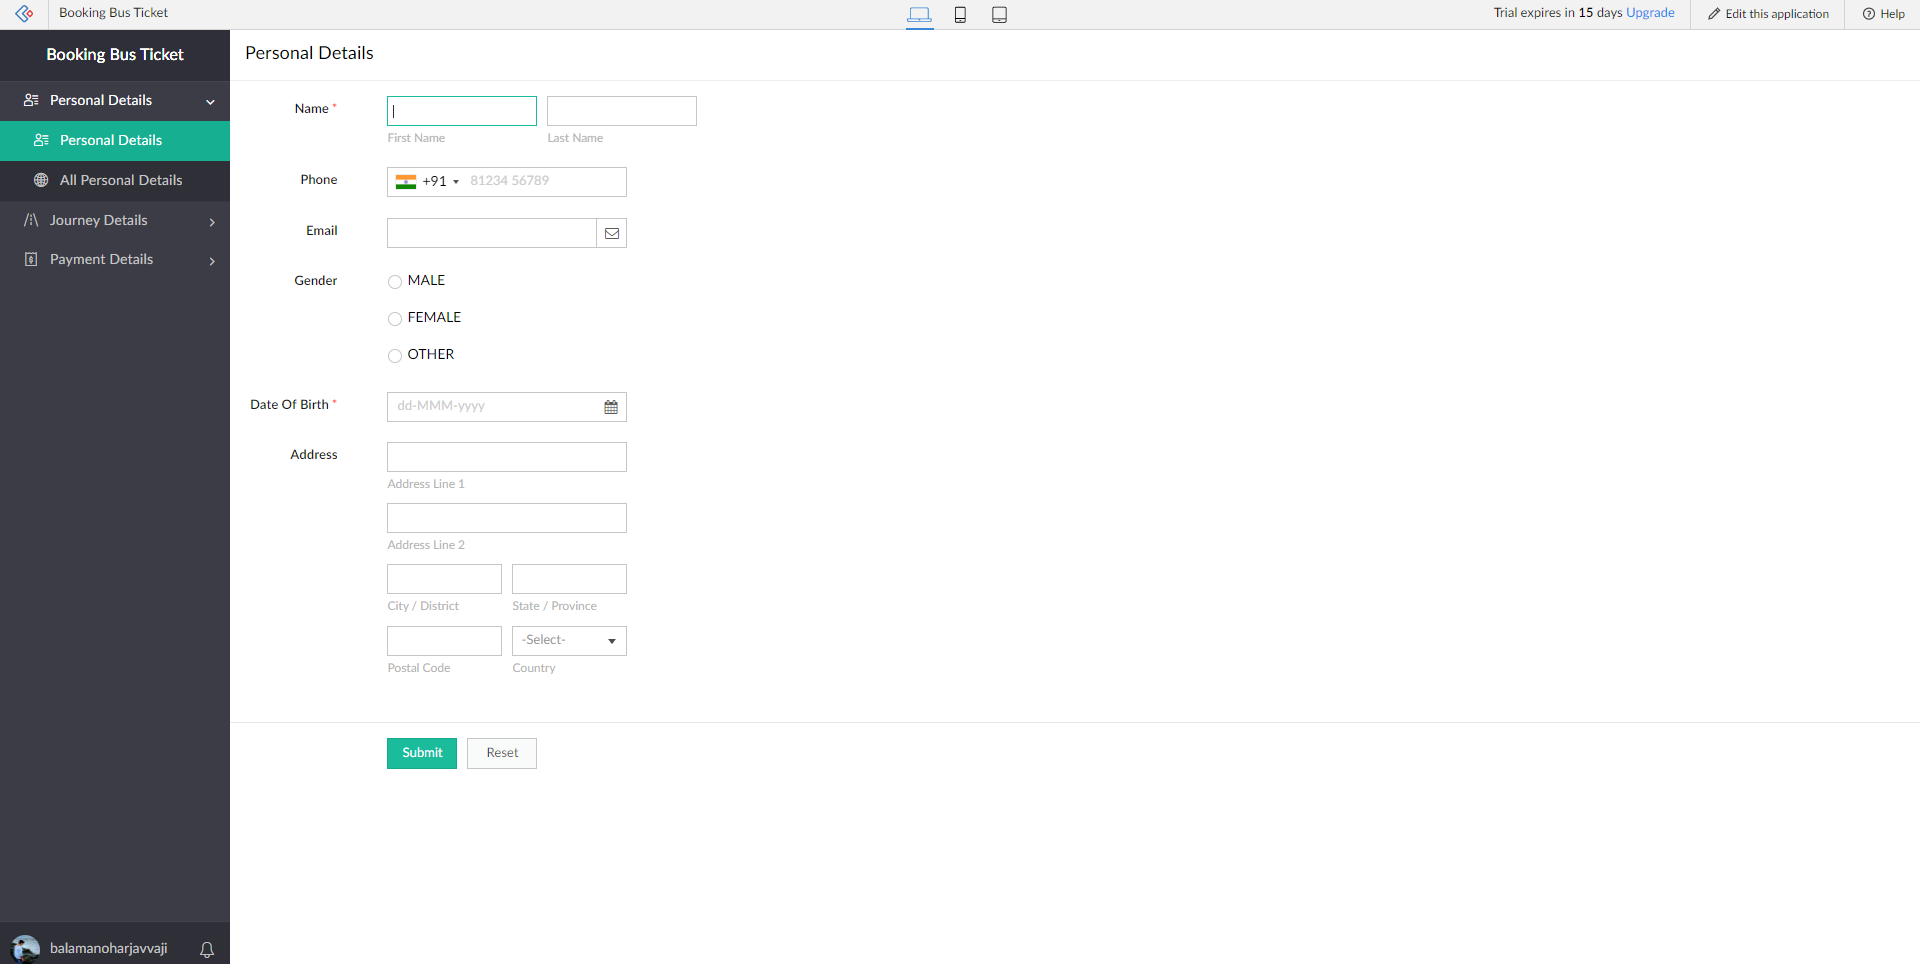 Booking Bus Ticket
Trial expires in 15 days Upgrade
Edit this application
Help
Booking Bus Ticket
Personal Details
Personal Details
All Personal Details
Journey Details
Payment Details
balamanoharjavvaji
Personal Details
Name *
First Name
Last Name
Phone
+91
81234 56789
Email
Gender
MALE
FEMALE
OTHER
Date Of Birth *
dd-MMM-yyyy
Address
Address Line 1
Address Line 2
City / District
State / Province
-Select-
Postal Code
Country
Submit
Reset